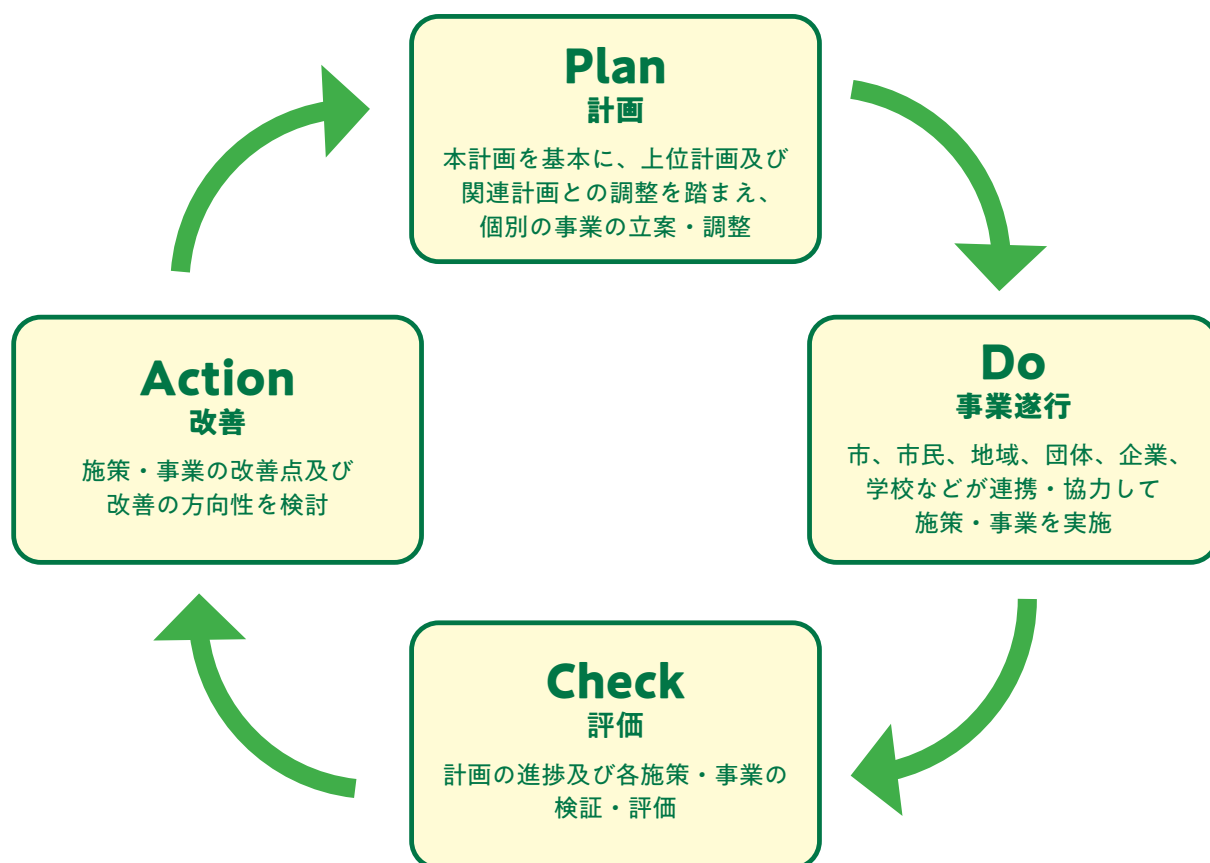 Plan
計画
本計画を基本に、上位計画及び
関連計画との調整を踏まえ、
個別の事業の立案・調整
Do
事業遂行
市、市民、地域、団体、企業、
学校などが連携・協力して
施策・事業を実施
Check
評価
計画の進捗及び各施策・事業の
検証・評価
Action
改善
施策・事業の改善点及び
改善の方向性を検討